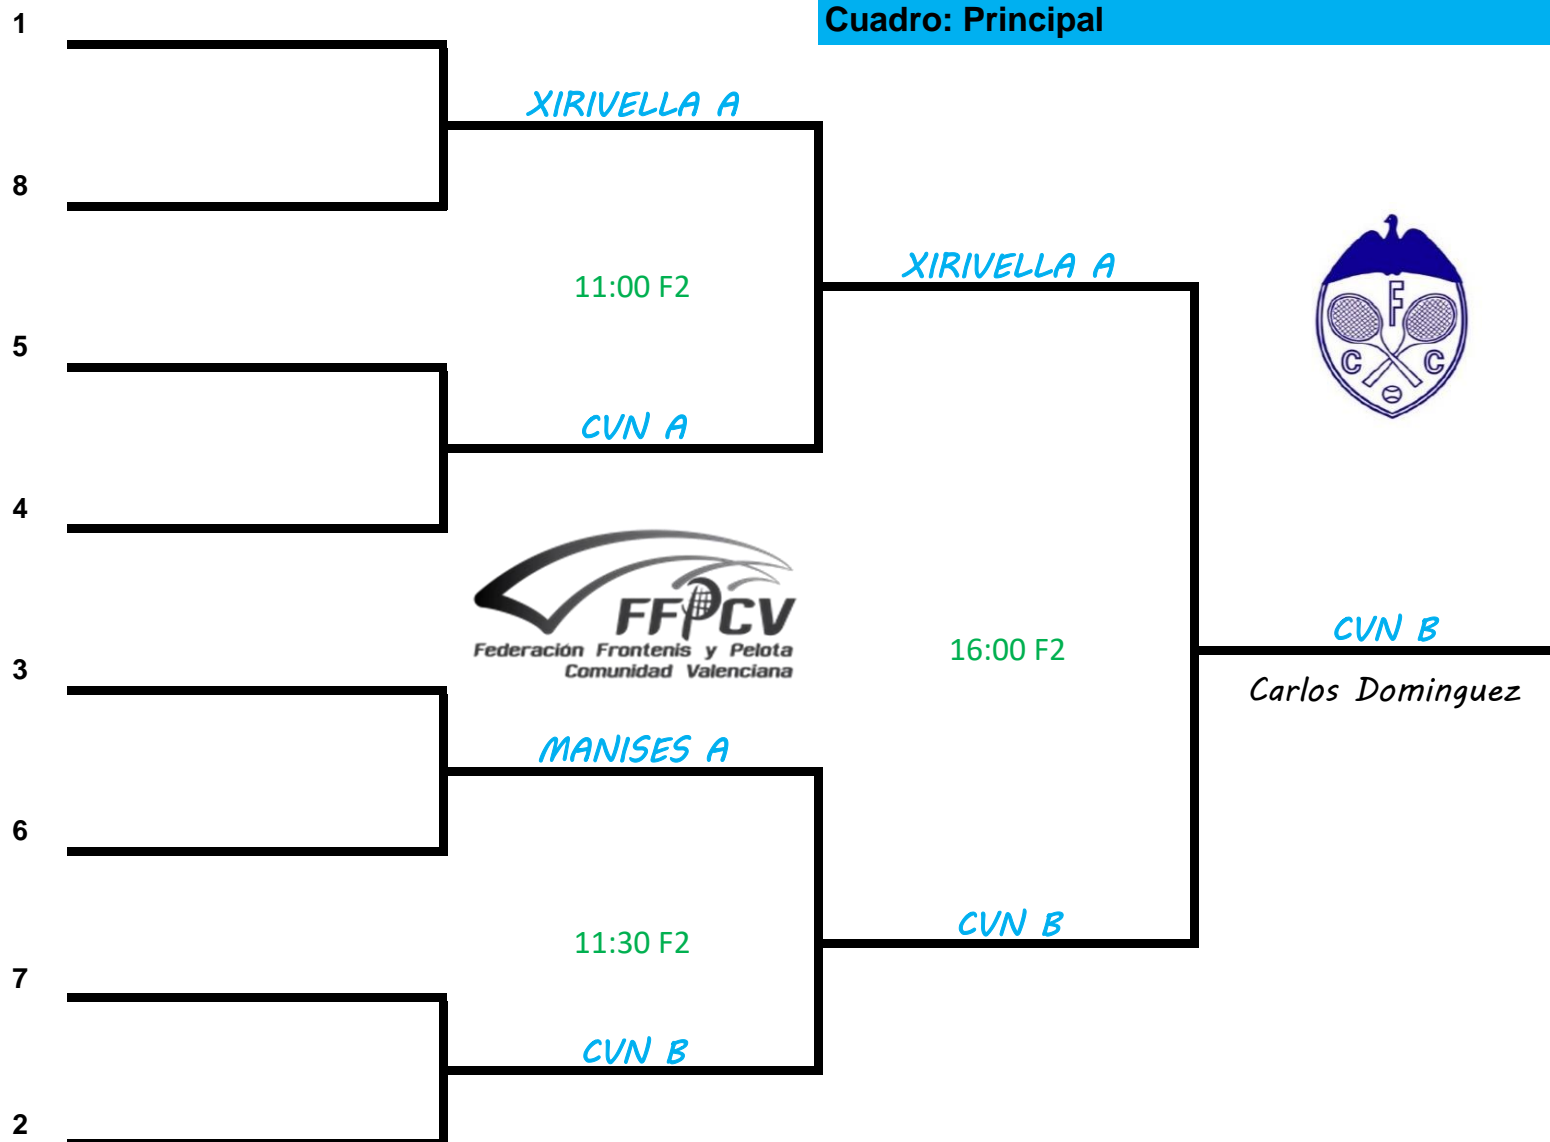 1
Cuadro: Principal
XIRIVELLA A
8
XIRIVELLA A
11:00 F2
F
C C
5
CVN A
4
FFPCV
Federación Frontenis y Pelota
Comunidad Valenciana
CVN B
16:00 F2
3
Carlos Dominguez
MANISES A
6
CVN B
11:30 F2
7
CVN B
2